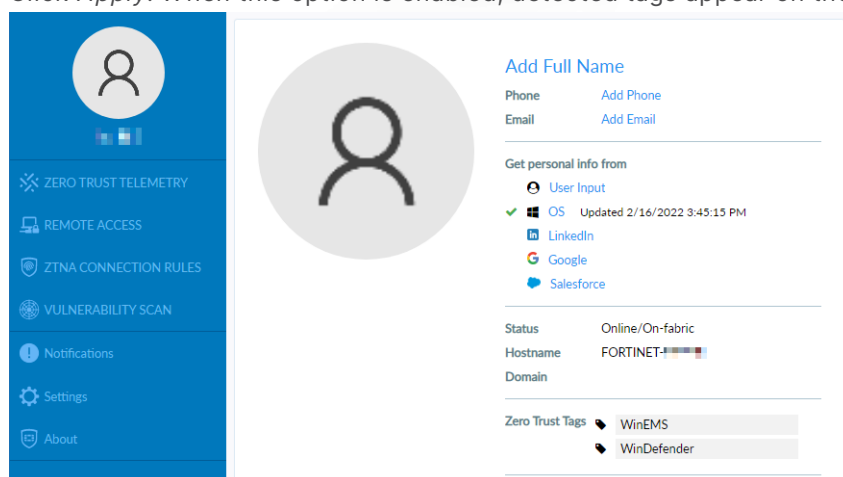 Click Apply. When this option is enabled, detected tags appear on the
ZERO TRUST TELEMETRY
REMOTE ACCESS
ZTNA CONNECTION RULES
VULNERABILITY SCAN
Notifications
Settings
About
Add Full Name
Phone Add Phone
Email Add Email
Get personal info from
User Input
OS Updated 2/16/2022 3:45:15 PM
LinkedIn
Google
Salesforce
Status Online/On-fabric
Hostname FORTINET-
Domain
Zero Trust Tags WinEMS
WinDefender